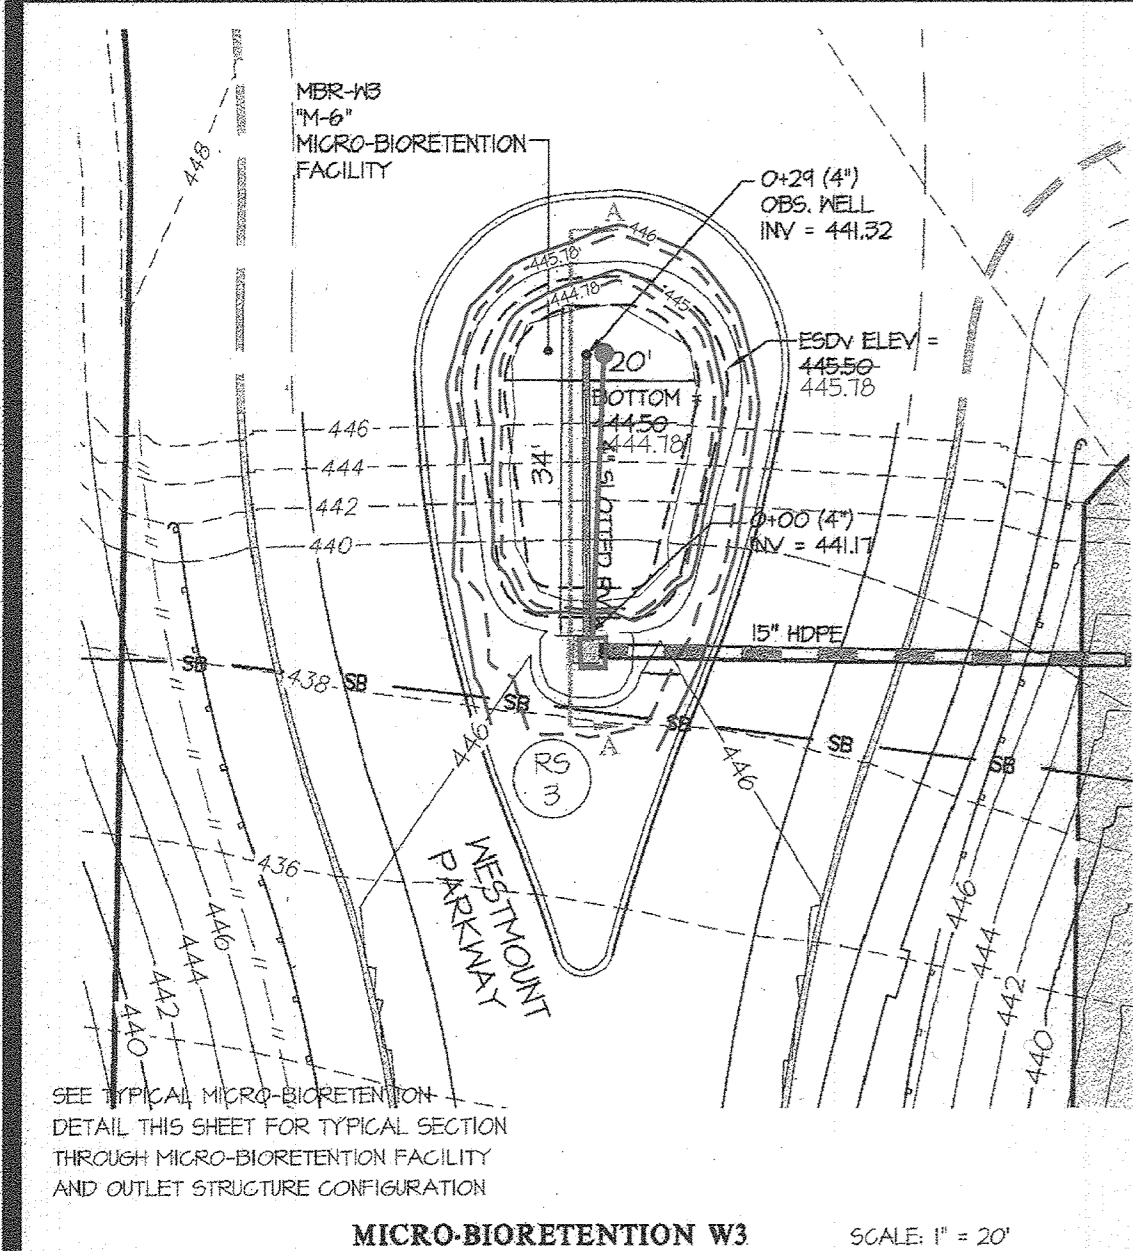 MBR-W3
"M-6"
MICRO-BIORETENTION
FACILITY
448
0+29 (4")
OBS. WELL
INV = 441.32
A
446
445.78
444.78
445
ESDv ELEV =
445.50
445.78
20'
BOTTOM =
444.50
444.78
34'
446
444
442
440
0+00 (4")
INV = 441.17
15" HDPE
SB
438
SB
SB
SB
SB
SB
A
446
446
RS
3
WESTMOUNT
PARKWAY
436
446
444
442
440
446
444
442
440
SEE TYPICAL MICRO-BIORETENTION
DETAIL THIS SHEET FOR TYPICAL SECTION
THROUGH MICRO-BIORETENTION FACILITY
AND OUTLET STRUCTURE CONFIGURATION
MICRO-BIORETENTION W3
SCALE: 1" = 20'